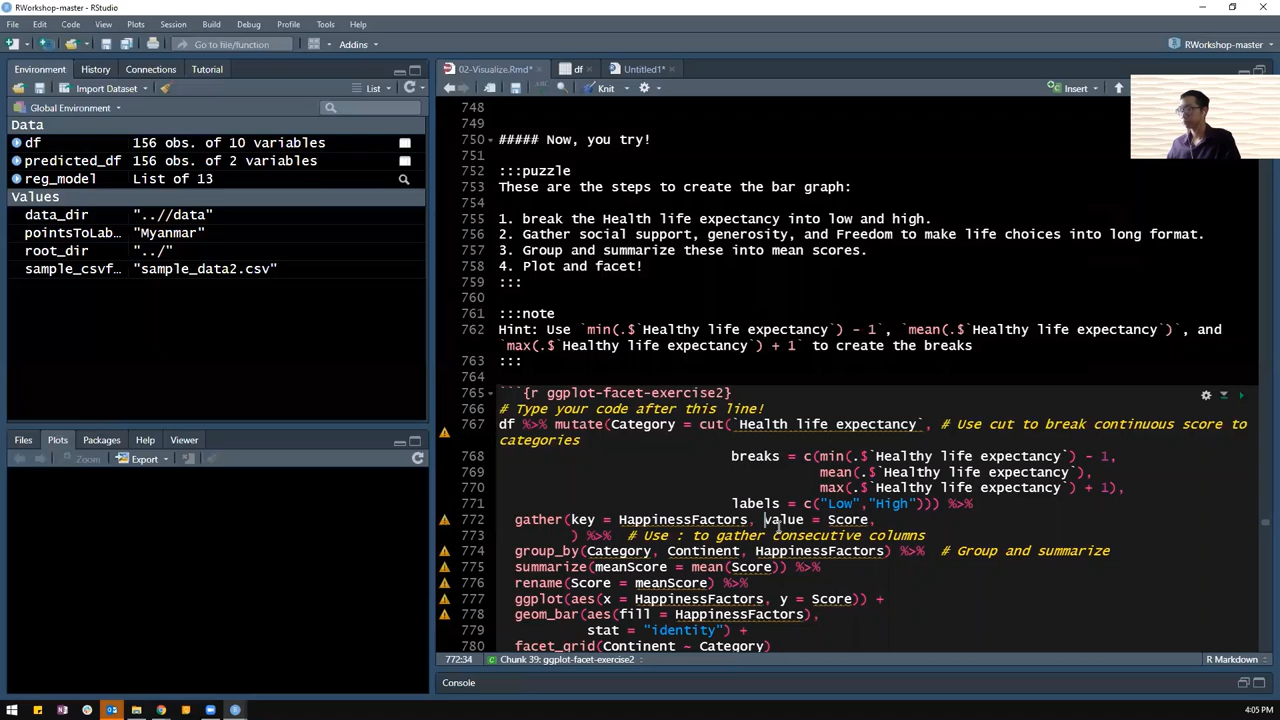 RWorkshop-master - RStudio
File Edit Code View Plots Session Build Debug Profile Tools Help
Go to file/function Addins RWorkshop-master
Environment History Connections Tutorial
Import Dataset List
Global Environment
Data
df 156 obs. of 10 variables
predicted_df 156 obs. of 2 variables
reg_model List of 13
Values
data_dir "..//data"
pointsToLab… "Myanmar"
root_dir "../"
sample_csvf… "sample_data2.csv"
Files Plots Packages Help Viewer
Zoom Export
02-Visualize.Rmd* df Untitled1*
Knit Insert
748
749
750 ##### Now, you try!
751
752 :::puzzle
753 These are the steps to create the bar graph:
754
755 1. break the Health life expectancy into low and high.
756 2. Gather social support, generosity, and Freedom to make life choices into long format.
757 3. Group and summarize these into mean scores.
758 4. Plot and facet!
759 :::
760
761 :::note
762 Hint: Use `min(.$`Healthy life expectancy`) - 1`, `mean(.$`Healthy life expectancy`)`, and
`max(.$`Healthy life expectancy`) + 1` to create the breaks
763 :::
764
765 ```{r ggplot-facet-exercise2}
766 # Type your code after this line!
767 df %>% mutate(Category = cut(`Health life expectancy`, # Use cut to break continuous score to
categories
768 breaks = c(min(.$`Healthy life expectancy`) - 1,
769 mean(.$`Healthy life expectancy`),
770 max(.$`Healthy life expectancy`) + 1),
771 labels = c("Low","High"))) %>%
772 gather(key = HappinessFactors, value = Score,
773 ) %>% # Use : to gather consecutive columns
774 group_by(Category, Continent, HappinessFactors) %>% # Group and summarize
775 summarize(meanScore = mean(Score)) %>%
776 rename(Score = meanScore) %>%
777 ggplot(aes(x = HappinessFactors, y = Score)) +
778 geom_bar(aes(fill = HappinessFactors),
779 stat = "identity") +
780 facet_grid(Continent ~ Category)
772:34 Chunk 39: ggplot-facet-exercise2 R Markdown
Console
4:05 PM